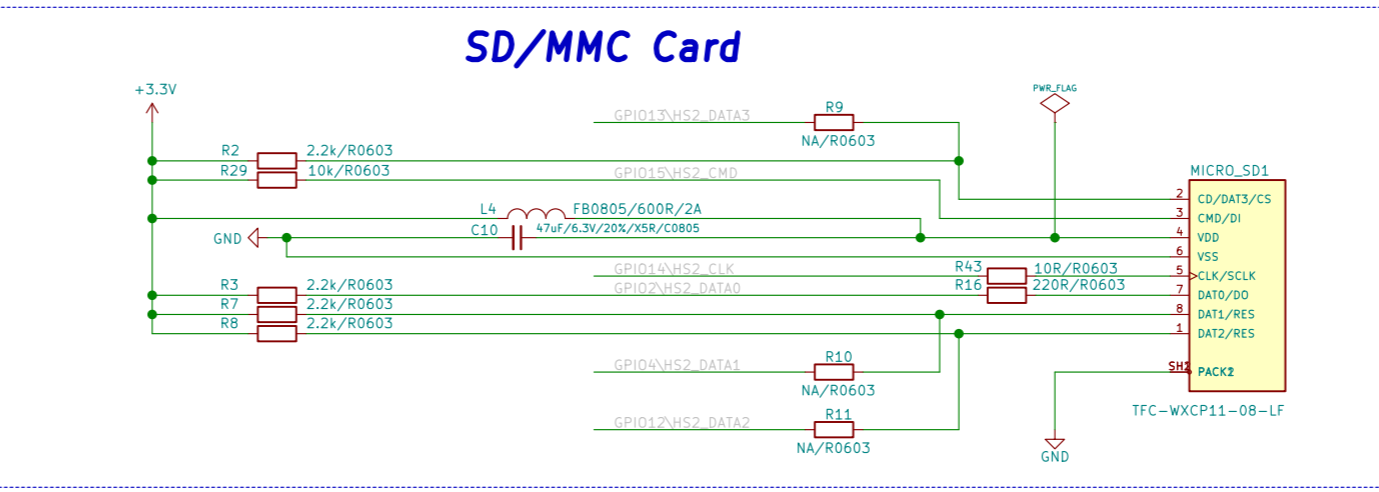 SD/MMC Card
+3.3V
PWR_FLAG
GPIO13\HS2_DATA3
R9
NA/R0603
R2
2.2k/R0603
R29
10k/R0603
GPIO15\HS2_CMD
MICRO_SD1
2
CD/DAT3/CS
3
CMD/DI
L4
FB0805/600R/2A
C10
47uF/6.3V/20%/X5R/C0805
GND
4
VDD
6
VSS
GPIO14\HS2_CLK
R43
10R/R0603
5
CLK/SCLK
R3
2.2k/R0603
GPIO2\HS2_DATA0
R16
220R/R0603
7
DAT0/DO
R7
2.2k/R0603
8
DAT1/RES
R8
2.2k/R0603
1
DAT2/RES
GPIO4\HS2_DATA1
R10
NA/R0603
GPIO12\HS2_DATA2
R11
NA/R0603
TFC-WXCP11-08-LF
GND